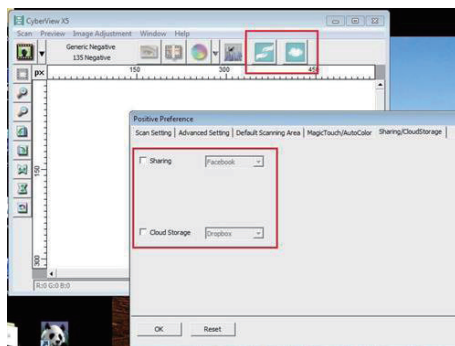 CyberView X5
Scan Preview Image Adjustment Window Help
Generic Negative
135 Negative
px
150 300 450
Positive Preference
Scan Setting Advanced Setting Default Scanning Area MagicTouch/AutoColor Sharing/CloudStorage
150
Sharing Facebook
Cloud Storage Dropbox
300
R:0 G:0 B:0
OK Reset